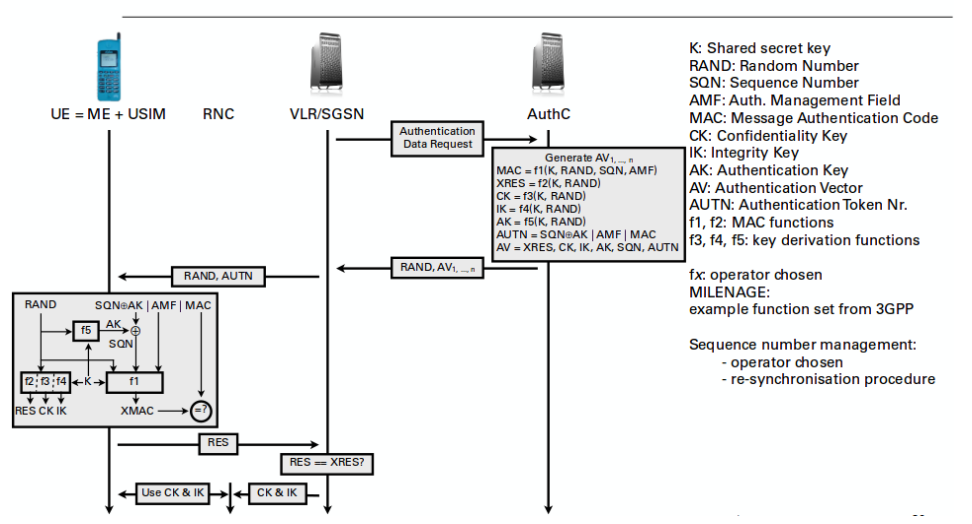 UE = ME + USIM
RNC
VLR/SGSN
AuthC
Authentication
Data Request
Generate AV1, ..., n
MAC = f1(K, RAND, SQN, AMF)
XRES = f2(K, RAND)
CK = f3(K, RAND)
IK = f4(K, RAND)
AK = f5(K, RAND)
AUTN = SQN⊕AK | AMF | MAC
AV = XRES, CK, IK, AK, SQN, AUTN
RAND, AV1, ..., n
RAND, AUTN
RAND
SQN⊕AK | AMF | MAC
f5
AK
⊕
SQN
f2
f3
f4
K
f1
RES CK IK
XMAC
=?
RES
RES == XRES?
Use CK & IK
CK & IK
K: Shared secret key
RAND: Random Number
SQN: Sequence Number
AMF: Auth. Management Field
MAC: Message Authentication Code
CK: Confidentiality Key
IK: Integrity Key
AK: Authentication Key
AV: Authentication Vector
AUTN: Authentication Token Nr.
f1, f2: MAC functions
f3, f4, f5: key derivation functions
fx: operator chosen
MILENAGE:
example function set from 3GPP
Sequence number management:
- operator chosen
- re-synchronisation procedure